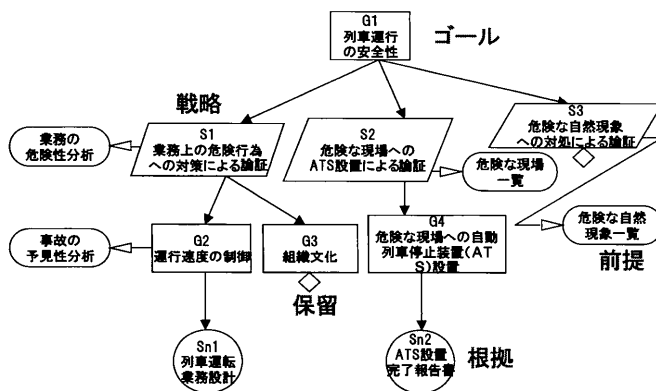 G1
列車運行
の安全性
ゴール
戦略
S1
業務上の危険行為
への対策による論証
業務の
危険性分析
S2
危険な現場への
ATS設置による論証
S3
危険な自然現象
への対処による論証
危険な現場
一覧
危険な自然
現象一覧
前提
事故の
予見性分析
G2
運行速度の制御
G3
組織文化
保留
G4
危険な現場への自動
列車停止装置(AT
S)設置
Sn1
列車運転
業務設計
Sn2
ATS設置
完了報告書
根拠